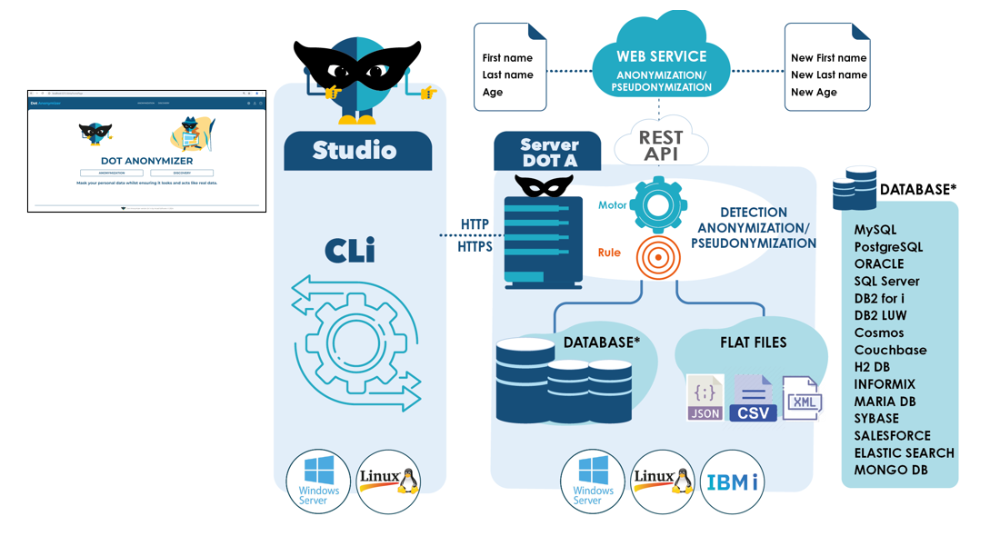 Dot Anonymizer
DOT ANONYMIZER
ANONYMIZATION
DISCOVERY
Mask your personal data whilst ensuring it looks and acts like real data.
Studio
CLi
Windows
Server
Linux
First name
Last name
Age
WEB SERVICE
ANONYMIZATION/
PSEUDONYMIZATION
New First name
New Last name
New Age
REST
API
Server
DOT A
HTTP
HTTPS
Motor
Rule
DETECTION
ANONYMIZATION/
PSEUDONYMIZATION
DATABASE*
FLAT FILES
{;}
JSON
CSV
XML
Windows
Server
Linux
IBM i
DATABASE*
MySQL
PostgreSQL
ORACLE
SQL Server
DB2 for i
DB2 LUW
Cosmos
Couchbase
H2 DB
INFORMIX
MARIA DB
SYBASE
SALESFORCE
ELASTIC SEARCH
MONGO DB